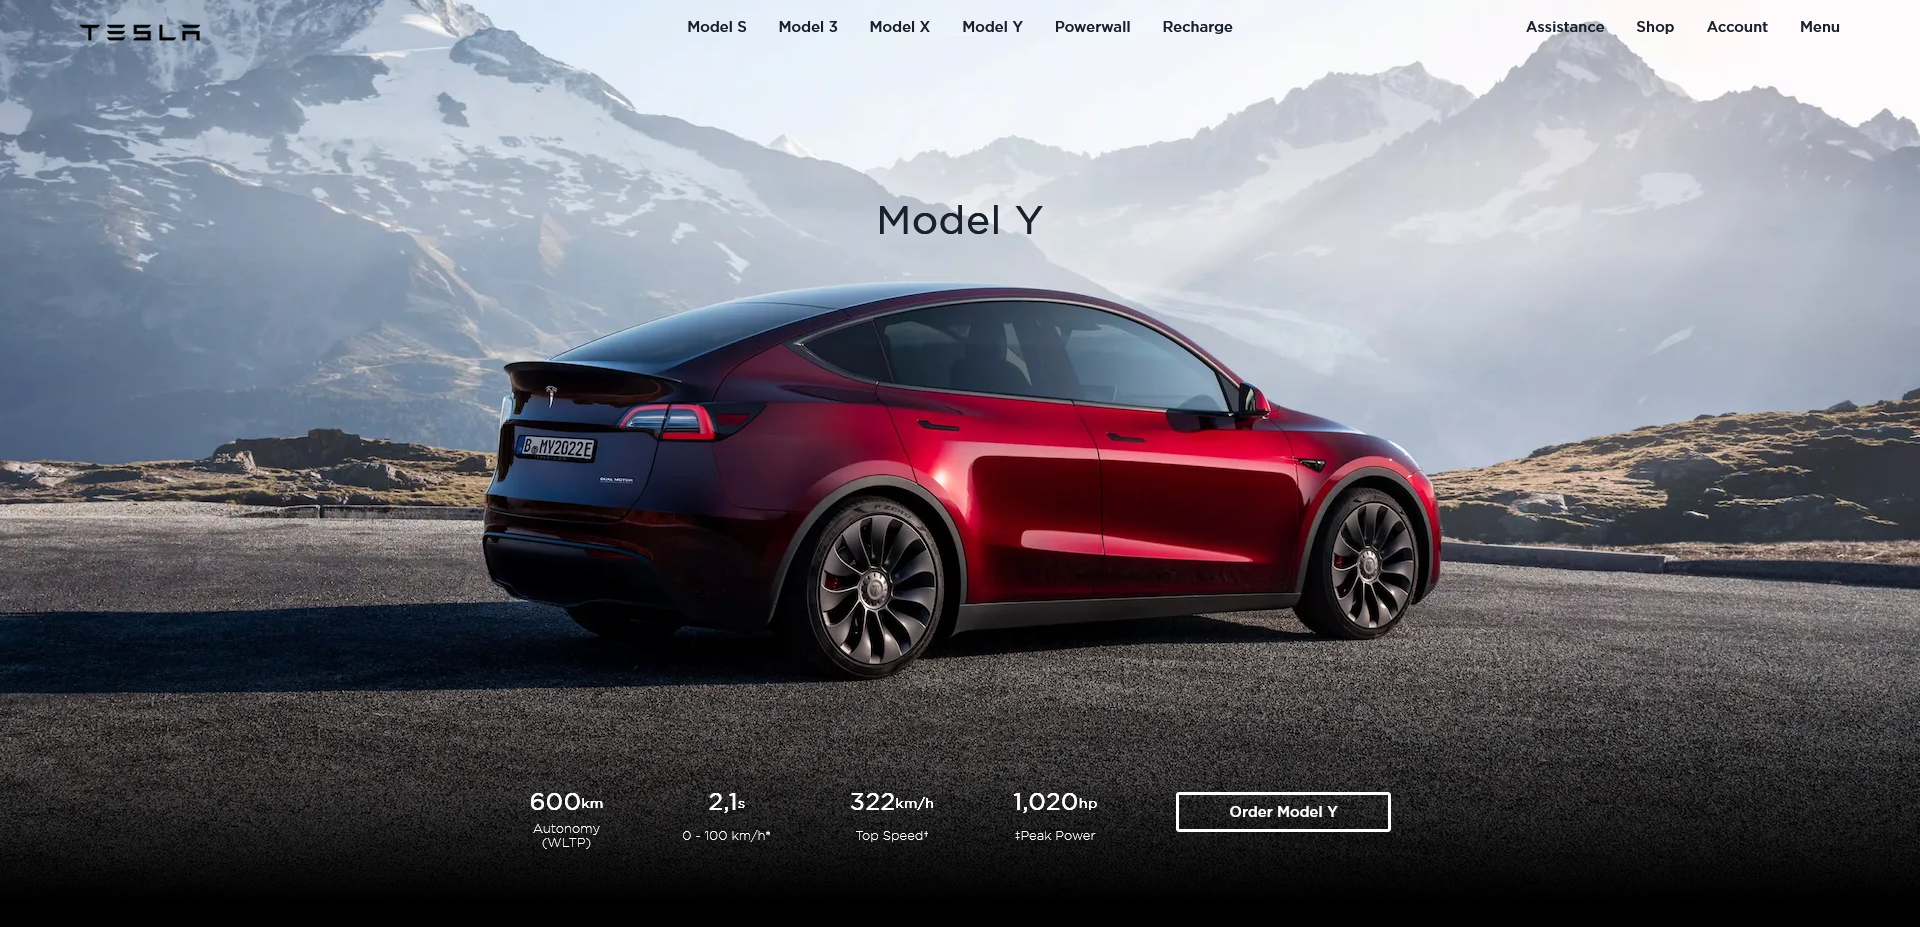 TESLA
Model S Model 3 Model X Model Y Powerwall Recharge
Assistance Shop Account Menu
Model Y
MY2022E
DUAL MOTOR
P ZERO
600km
Autonomy
(WLTP)
2,1s
0 - 100 km/h*
322km/h
Top Speed†
1,020hp
‡Peak Power
Order Model Y